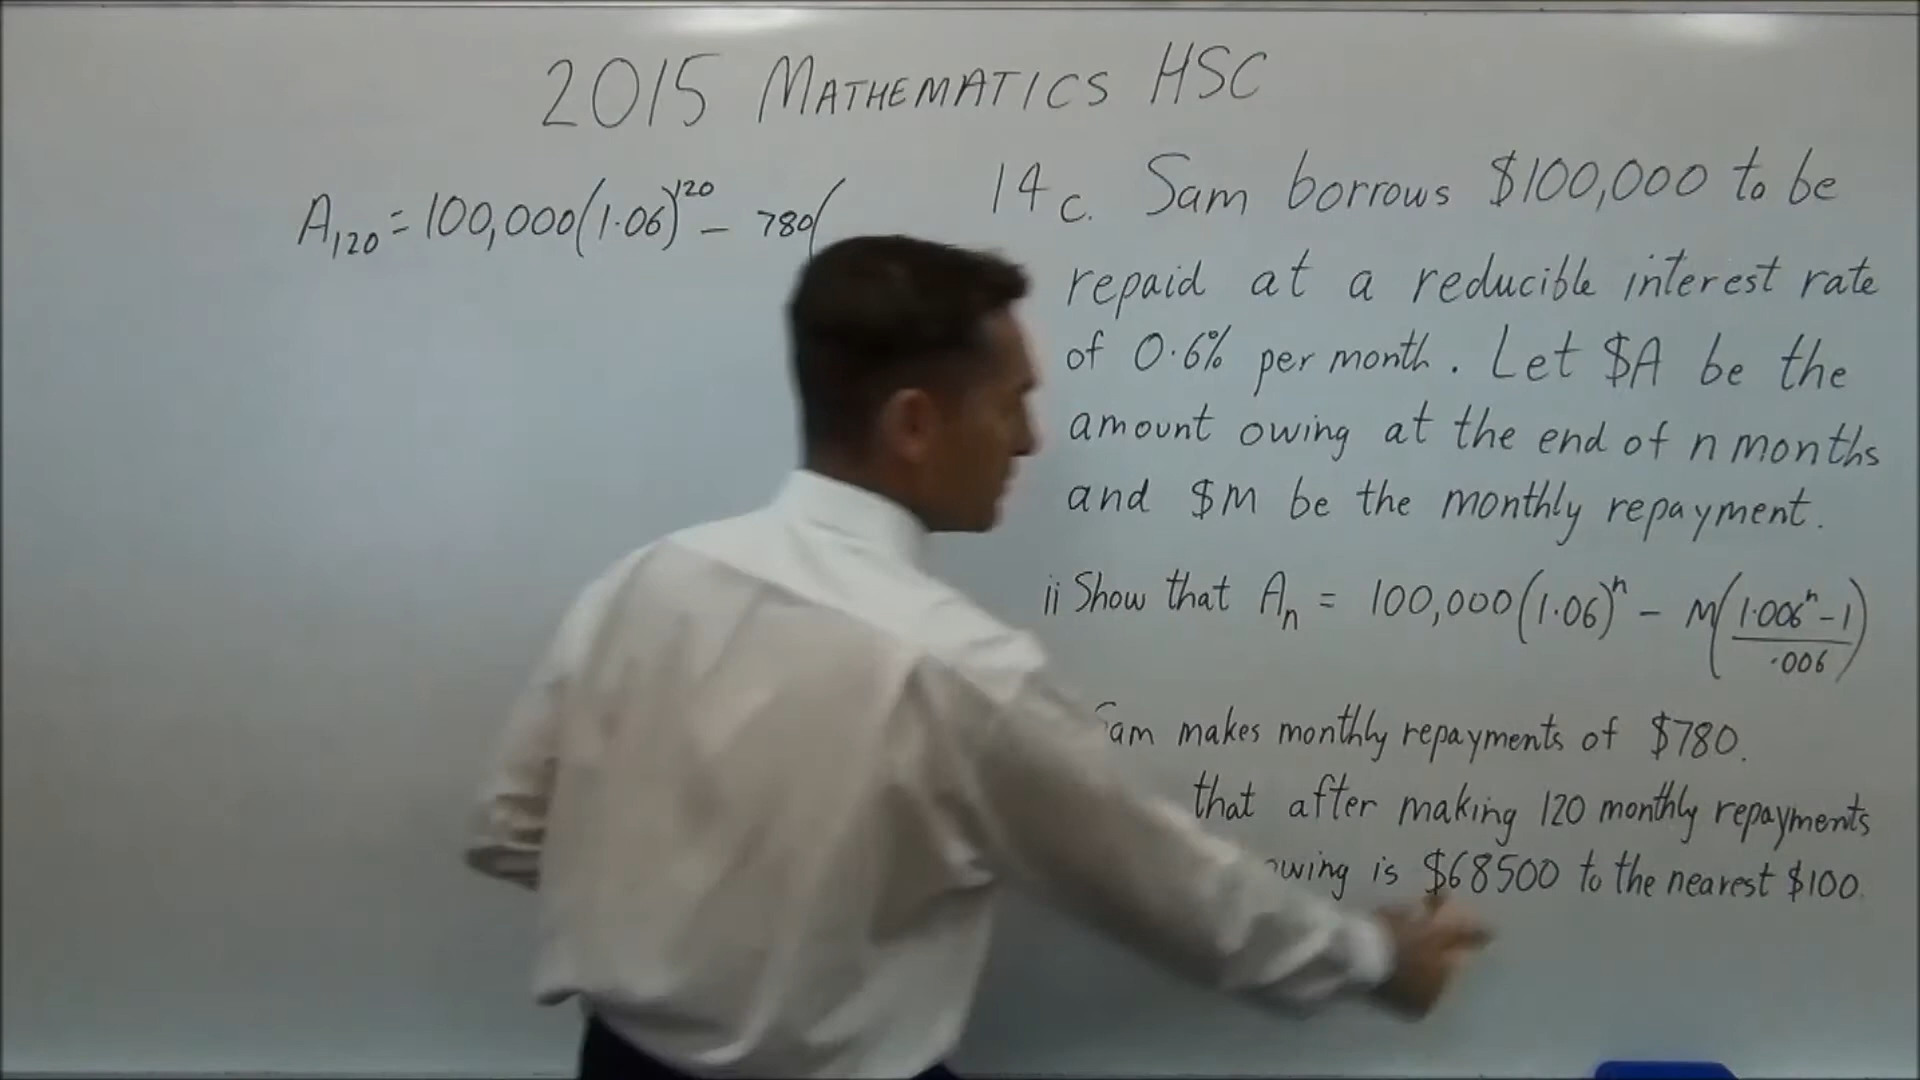 2015 MATHEMATICS HSC
A₁₂₀ = 100,000(1·06)¹²⁰ – 780(
14 c. Sam borrows $100,000 to be
repaid at a reducible interest rate
of 0·6% per month. Let $A be the
amount owing at the end of n months
and $M be the monthly repayment.
ii Show that Aₙ = 100,000(1·06)ⁿ – M(1·006ⁿ – 1 / ·006)
Sam makes monthly repayments of $780.
that after making 120 monthly repayments
owing is $68500 to the nearest $100.